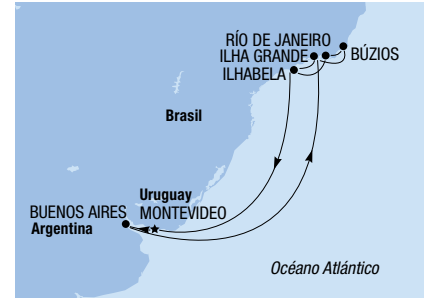 RÍO DE JANEIRO
ILHA GRANDE
BÚZIOS
ILHABELA
Brasil
Uruguay
BUENOS AIRES
MONTEVIDEO
Argentina
Océano Atlántico